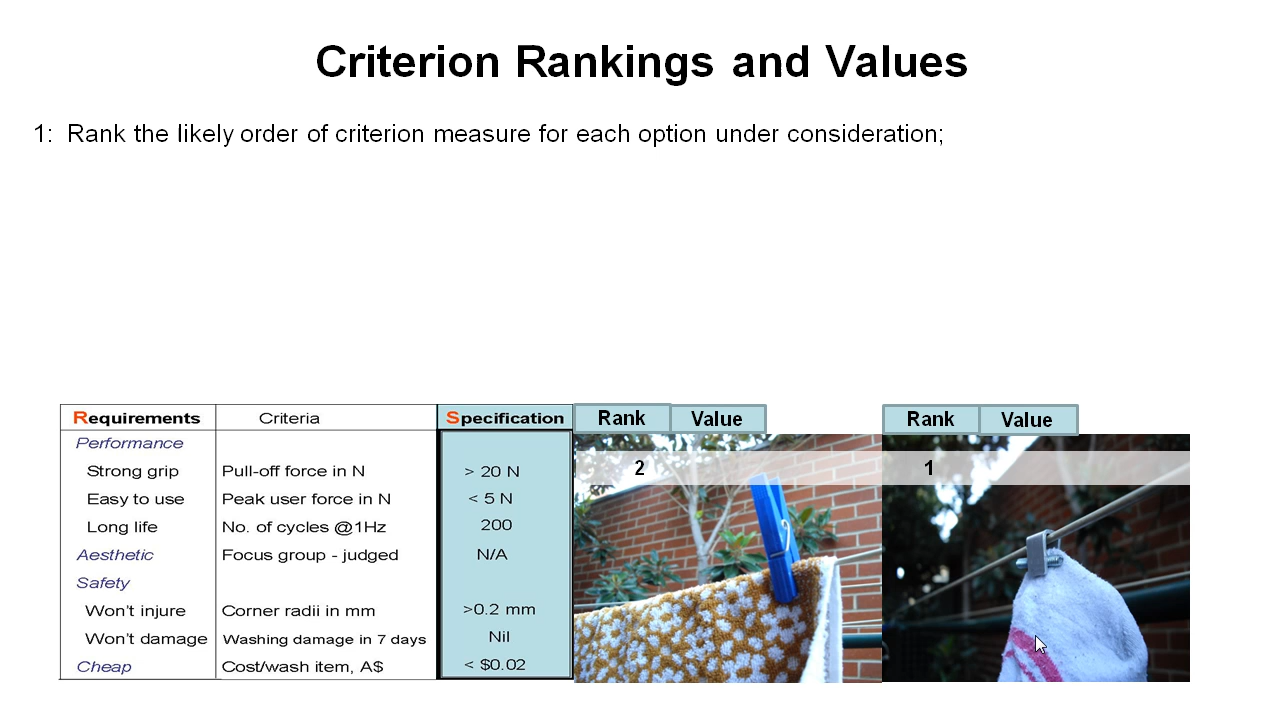 Criterion Rankings and Values
1: Rank the likely order of criterion measure for each option under consideration;
Requirements Criteria Specification Rank Value Rank Value
Performance
Strong grip Pull-off force in N > 20 N 2 1
Easy to use Peak user force in N < 5 N
Long life No. of cycles @1Hz 200
Aesthetic Focus group - judged N/A
Safety
Won't injure Corner radii in mm >0.2 mm
Won't damage Washing damage in 7 days Nil
Cheap Cost/wash item, A$ < $0.02